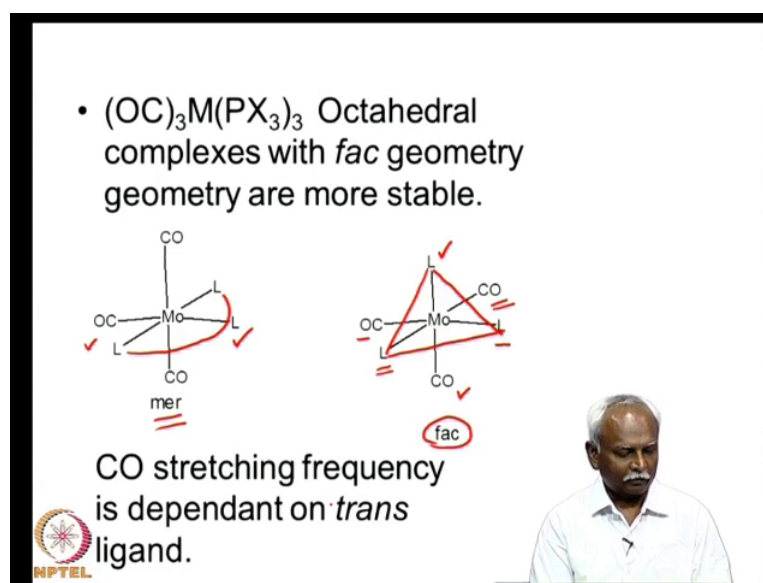 • (OC)₃M(PX₃)₃ Octahedral
complexes with fac geometry
geometry are more stable.
CO
L
OC Mo L
L
CO
mer
L
CO
OC Mo L
L
CO
fac
CO stretching frequency
is dependant on trans
ligand.
NPTEL